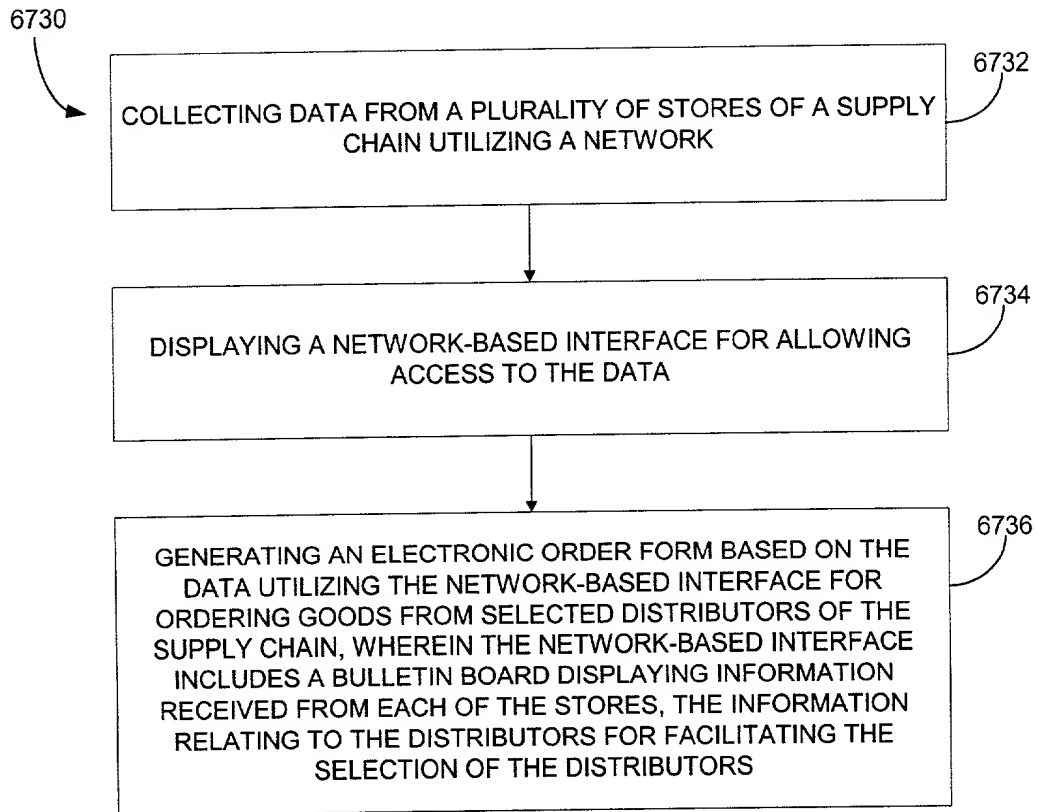 6730
6732
COLLECTING DATA FROM A PLURALITY OF STORES OF A SUPPLY
CHAIN UTILIZING A NETWORK
6734
DISPLAYING A NETWORK-BASED INTERFACE FOR ALLOWING
ACCESS TO THE DATA
6736
GENERATING AN ELECTRONIC ORDER FORM BASED ON THE
DATA UTILIZING THE NETWORK-BASED INTERFACE FOR
ORDERING GOODS FROM SELECTED DISTRIBUTORS OF THE
SUPPLY CHAIN, WHEREIN THE NETWORK-BASED INTERFACE
INCLUDES A BULLETIN BOARD DISPLAYING INFORMATION
RECEIVED FROM EACH OF THE STORES, THE INFORMATION
RELATING TO THE DISTRIBUTORS FOR FACILITATING THE
SELECTION OF THE DISTRIBUTORS